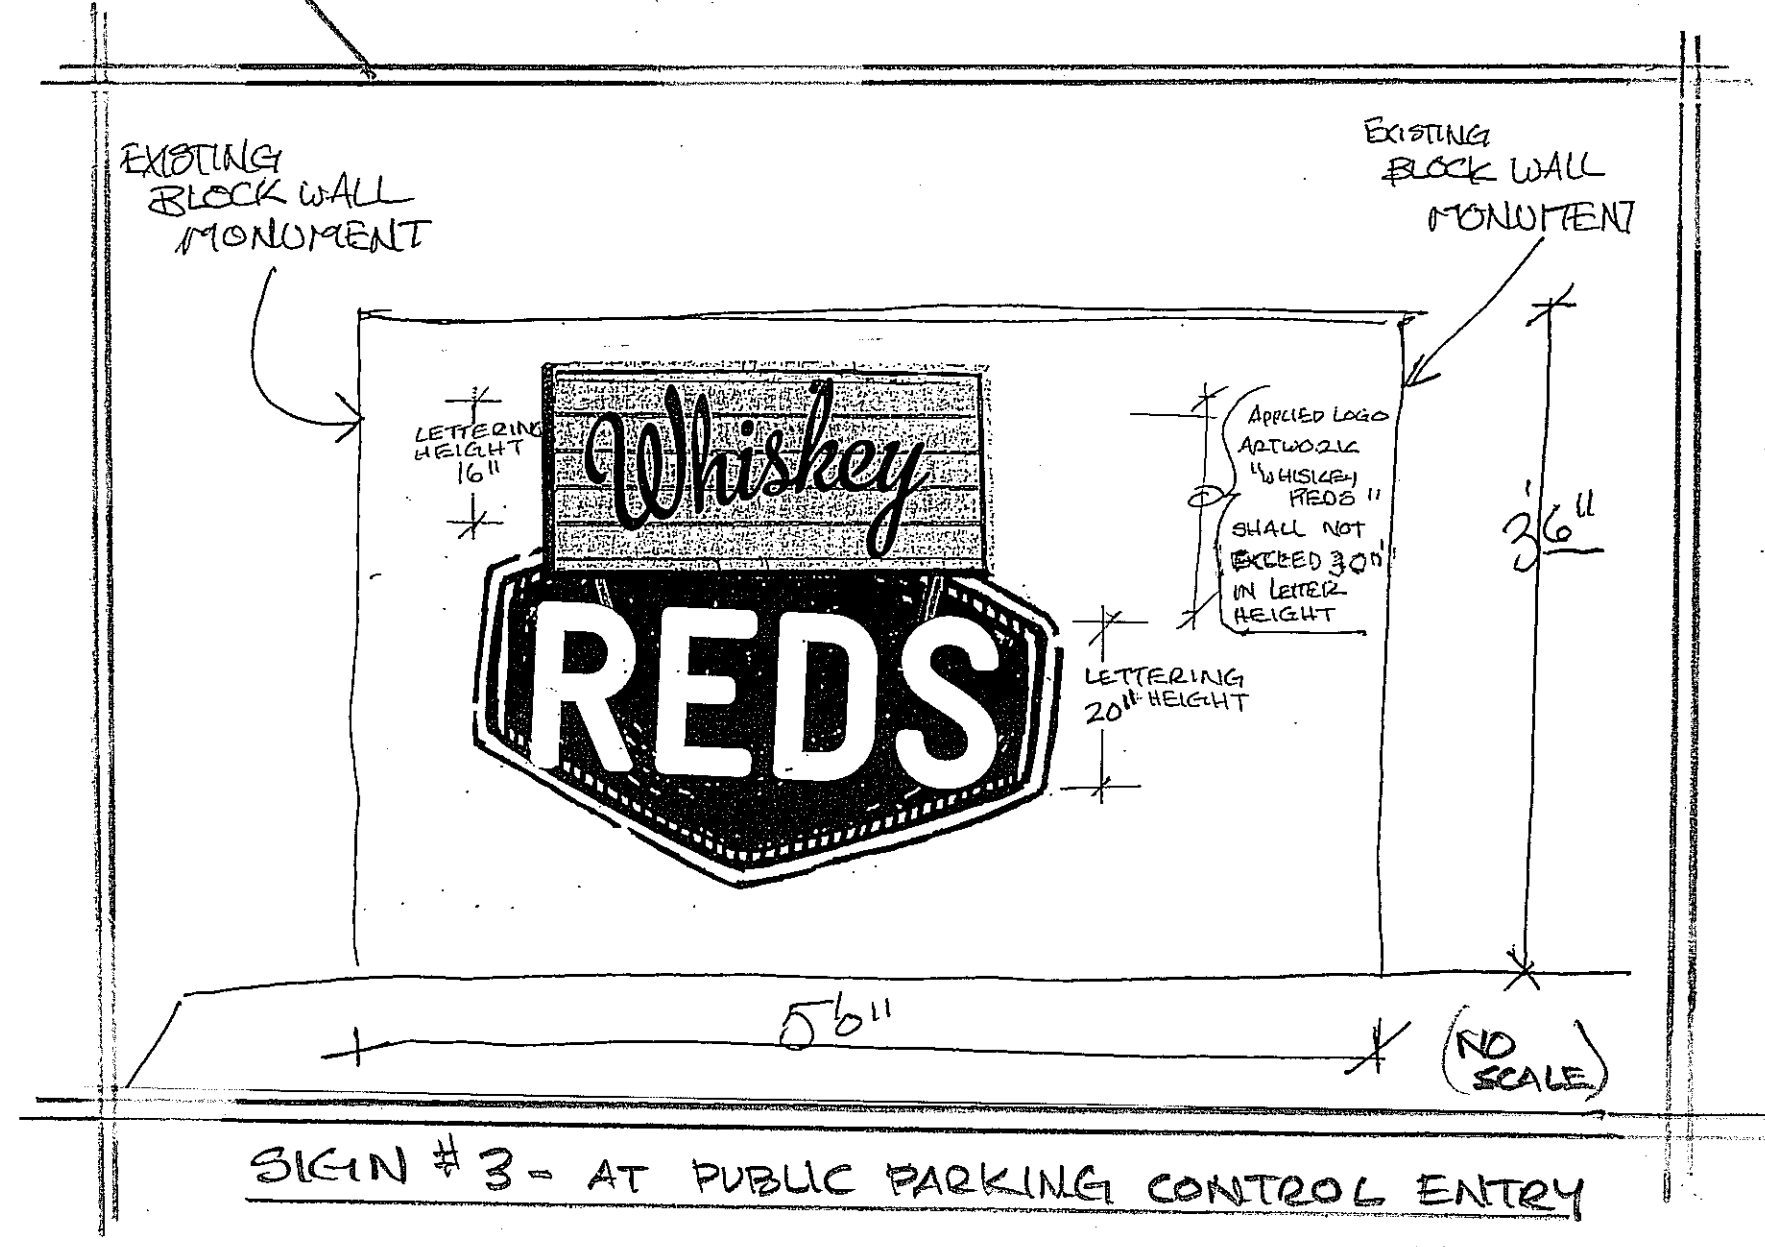 EXISTING
BLOCK WALL
MONUMENT
EXISTING
BLOCK WALL
MONUMENT
Whiskey
REDS
LETTERING
HEIGHT
16"
APPLIED LOGO
ARTWORK
"WHISKEY
REDS"
SHALL NOT
EXCEED 30"
IN LETTER
HEIGHT
LETTERING
20" HEIGHT
3'6"
5'6"
(NO
SCALE)
SIGN #3 - AT PUBLIC PARKING CONTROL ENTRY